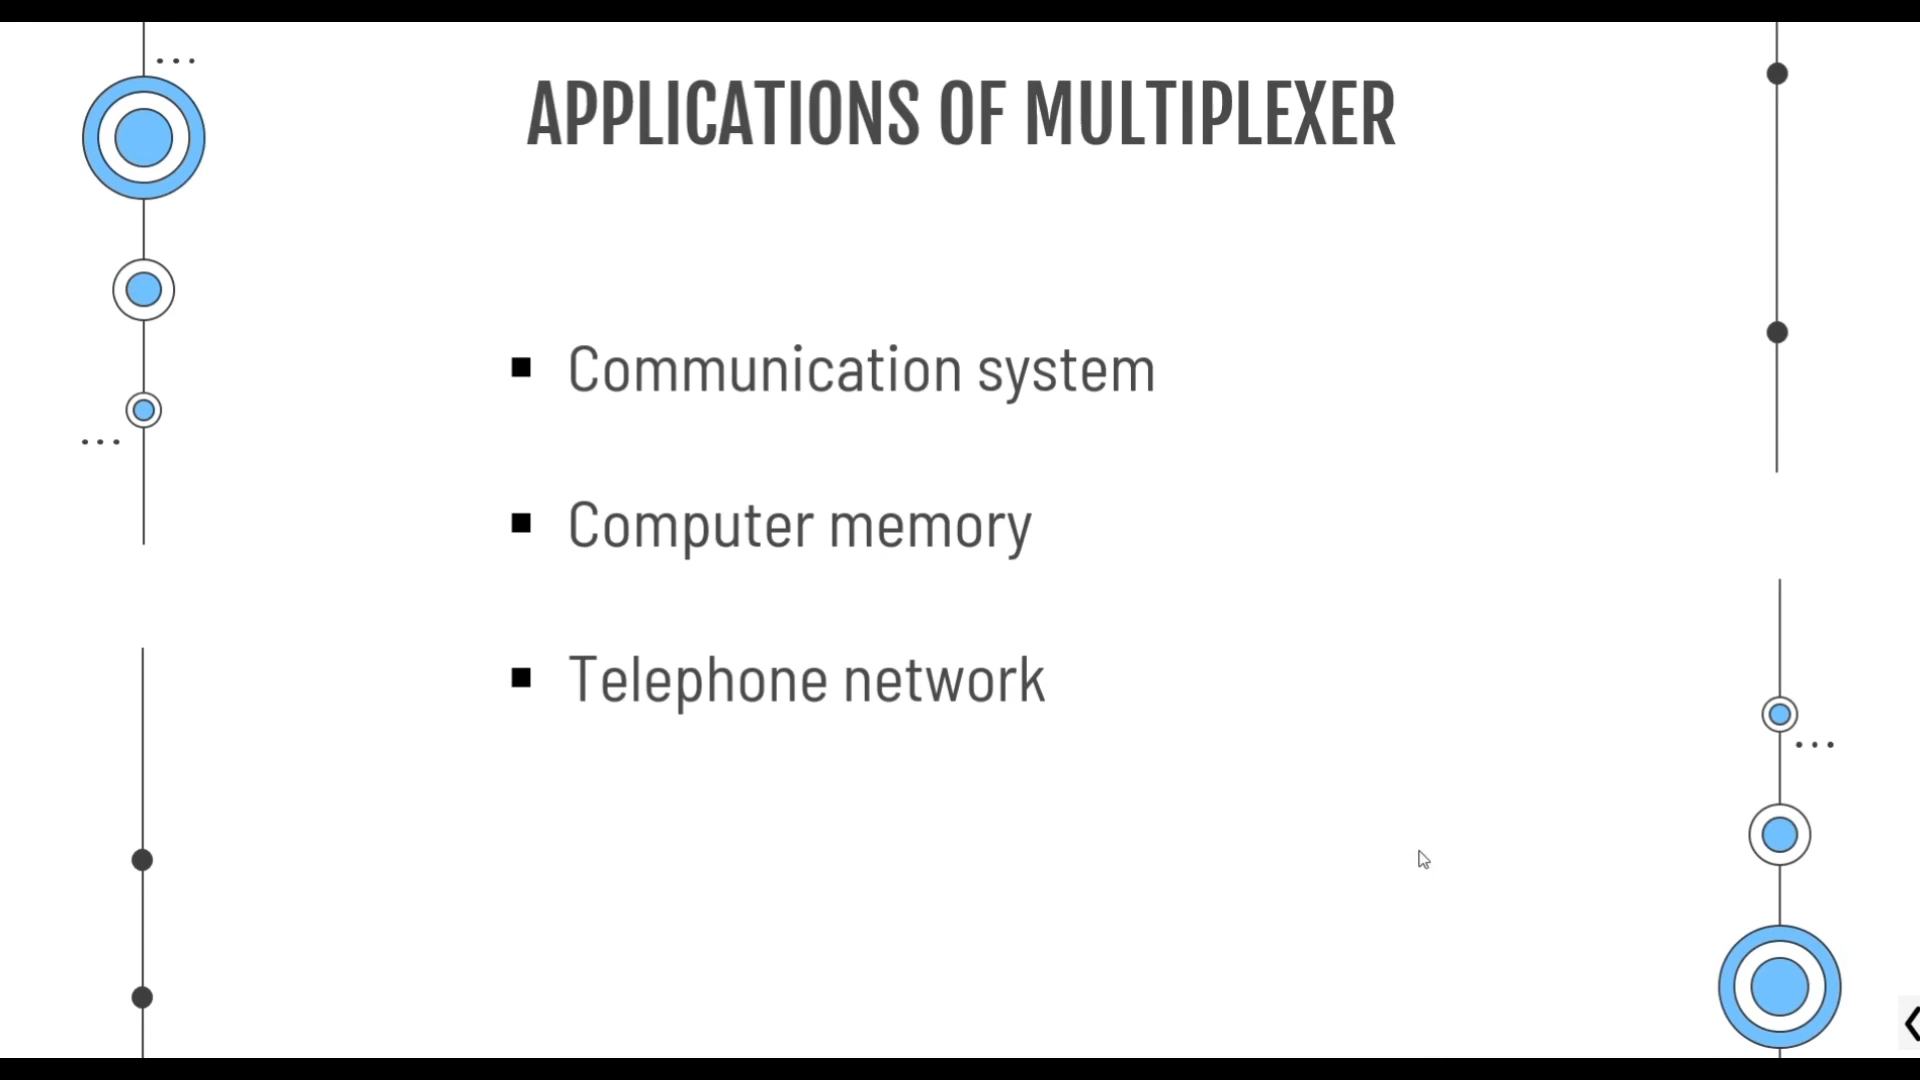 APPLICATIONS OF MULTIPLEXER
▪ Communication system
▪ Computer memory
▪ Telephone network